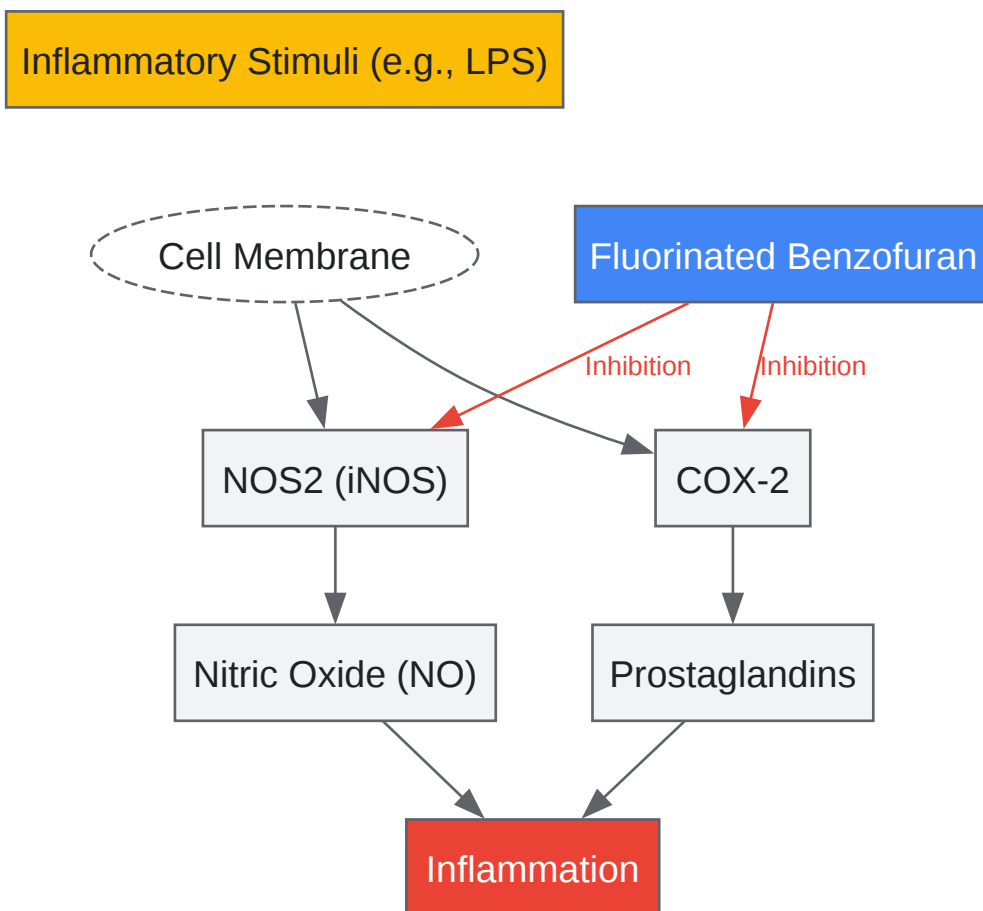 Inflammatory Stimuli (e.g., LPS)
Cell Membrane
Fluorinated Benzofuran
Inhibition
Inhibition
NOS2 (iNOS)
COX-2
Nitric Oxide (NO)
Prostaglandins
Inflammation